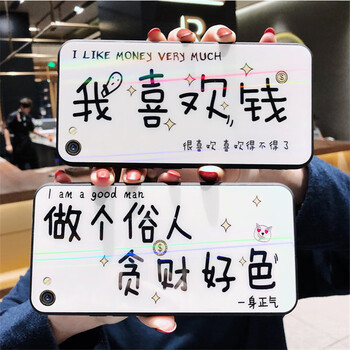 I LIKE MONEY VERY MUCH
我喜欢钱
很喜欢 喜欢得不得了
I am a good man
做个俗人
贪财好色
一身正气